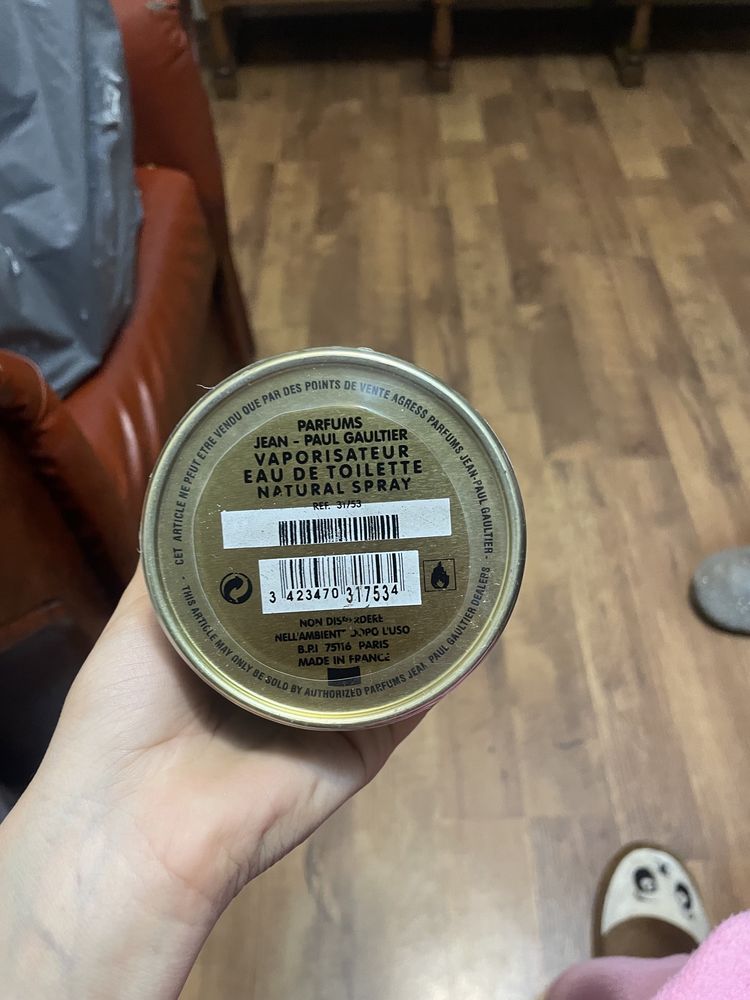 CET ARTICLE NE PEUT ETRE VENDU QUE PAR DES POINTS DE VENTE AGREES PARFUMS JEAN-PAUL GAULTIER -
PARFUMS
JEAN - PAUL GAULTIER
VAPORISATEUR
EAU DE TOILETTE
NATURAL SPRAY
REF. 31753
3 423470 317534
NON DISPERDERE
NELL'AMBIENTE DOPO L'USO
B.P.I 75116 PARIS
MADE IN FRANCE
- THIS ARTICLE MAY ONLY BE SOLD BY AUTHORIZED PARFUMS JEAN PAUL GAULTIER DEALERS -